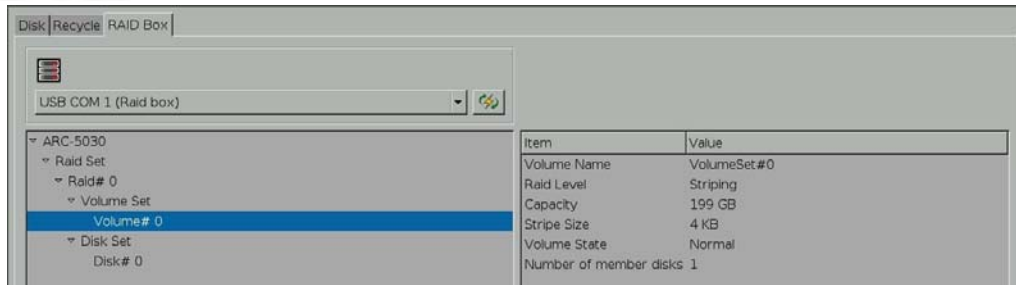 Disk Recycle RAID Box
USB COM 1 (Raid box)
ARC-5030
Raid Set
Raid# 0
Volume Set
Volume# 0
Disk Set
Disk# 0
Item Value
Volume Name VolumeSet#0
Raid Level Striping
Capacity 199 GB
Stripe Size 4 KB
Volume State Normal
Number of member disks 1